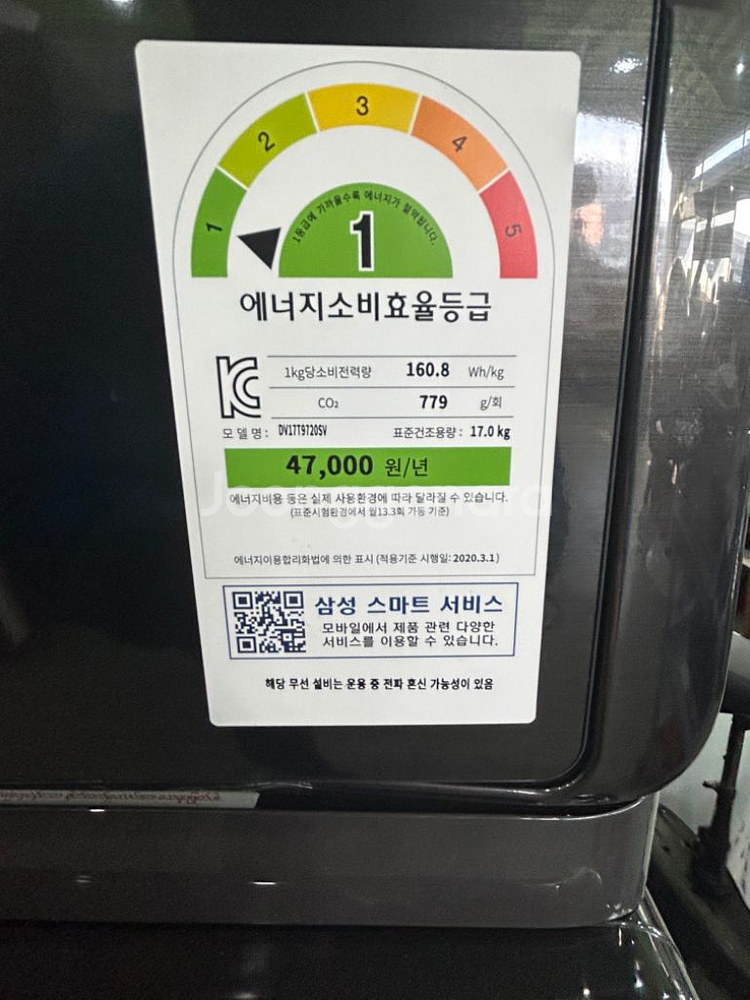 1 2 3 4 5
1등급에 가까울수록 에너지가 절약됩니다.
1
에너지소비효율등급
1kg당소비전력량 160.8 Wh/kg
CO₂ 779 g/회
모델명: DV17T9720SV 표준건조용량: 17.0 kg
47,000 원/년
에너지비용 등은 실제 사용환경에 따라 달라질 수 있습니다.
(표준시험환경에서 월13.3회 가동 기준)
에너지이용합리화법에 의한 표시 (적용기준 시행일: 2020.3.1)
삼성 스마트 서비스
모바일에서 제품 관련 다양한
서비스를 이용할 수 있습니다.
해당 무선 설비는 운용 중 전파 혼신 가능성이 있음
Joonggonara